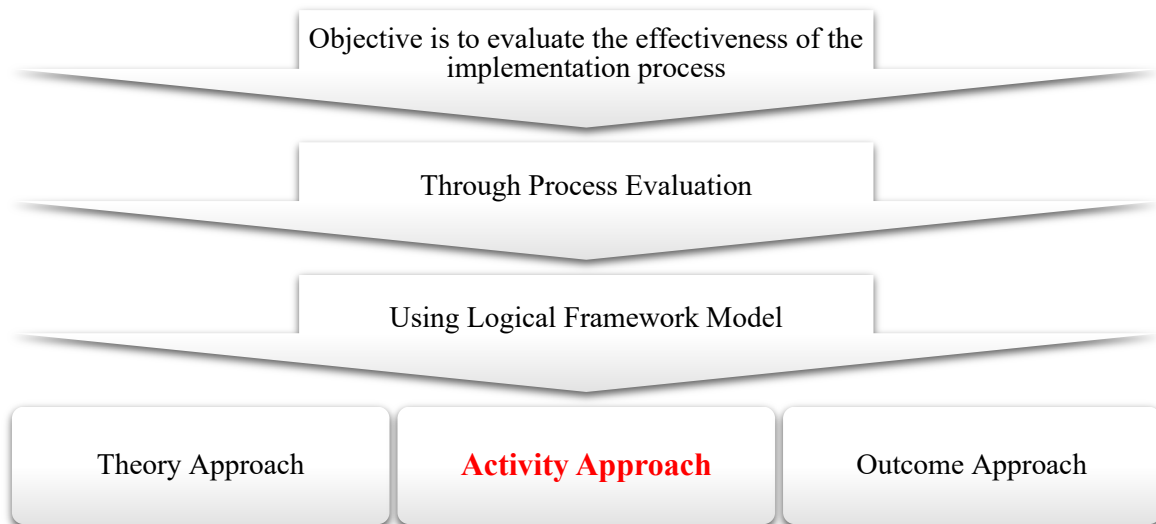 Objective is to evaluate the effectiveness of the
implementation process
Through Process Evaluation
Using Logical Framework Model
Theory Approach
Activity Approach
Outcome Approach